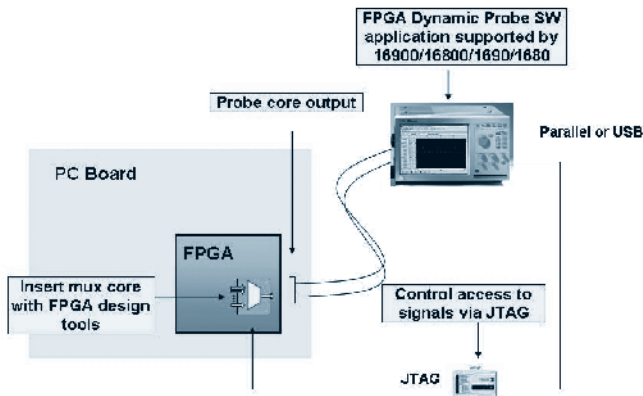 FPGA Dynamic Probe SW
application supported by
16900/16800/1690/1680
Probe core output
Parallel or USB
PC Board
FPGA
Insert mux core
with FPGA design
tools
Control access to
signals via JTAG
JTAG